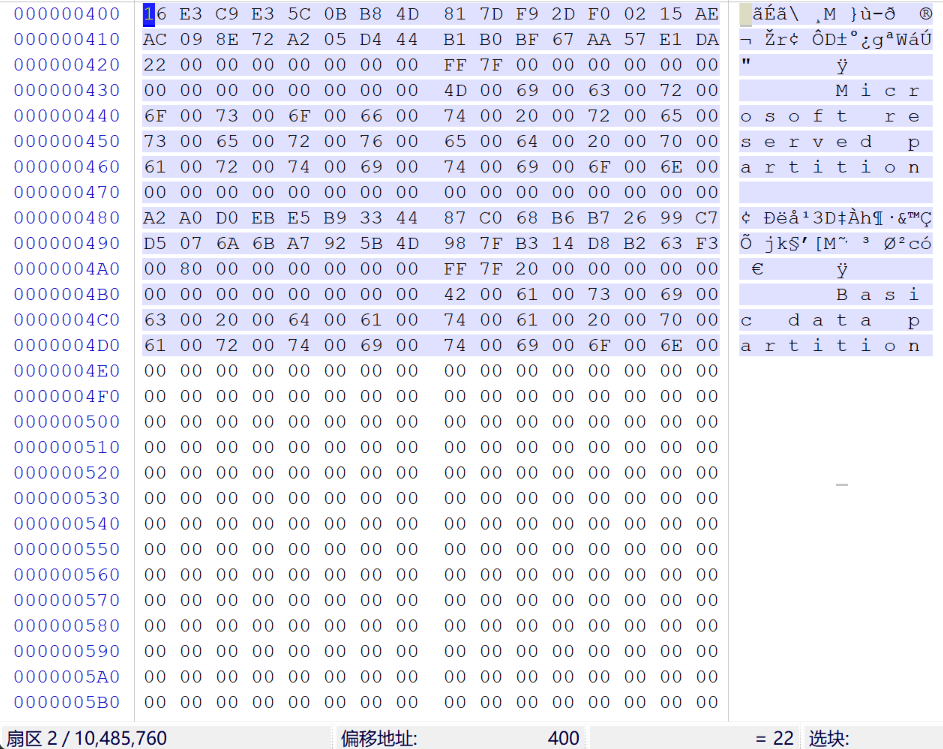 000000400 16 E3 C9 E3 5C 0B B8 4D 81 7D F9 2D F0 02 15 AE ãÉã\ ¸M }ù-ð ®
000000410 AC 09 8E 72 A2 05 D4 44 B1 B0 BF 67 AA 57 E1 DA ¬ Žr¢ ÔD±°¿gªWáÚ
000000420 22 00 00 00 00 00 00 00 FF 7F 00 00 00 00 00 00 " ÿ
000000430 00 00 00 00 00 00 00 00 4D 00 69 00 63 00 72 00 M i c r
000000440 6F 00 73 00 6F 00 66 00 74 00 20 00 72 00 65 00 o s o f t r e
000000450 73 00 65 00 72 00 76 00 65 00 64 00 20 00 70 00 s e r v e d p
000000460 61 00 72 00 74 00 69 00 74 00 69 00 6F 00 6E 00 a r t i t i o n
000000470 00 00 00 00 00 00 00 00 00 00 00 00 00 00 00 00
000000480 A2 A0 D0 EB E5 B9 33 44 87 C0 68 B6 B7 26 99 C7 ¢ Ðëå¹3D‡Àh¶·&™Ç
000000490 D5 07 6A 6B A7 92 5B 4D 98 7F B3 14 D8 B2 63 F3 Õ jk§’[M˜ ³ Ø²có
0000004A0 00 80 00 00 00 00 00 00 FF 7F 20 00 00 00 00 00 € ÿ
0000004B0 00 00 00 00 00 00 00 00 42 00 61 00 73 00 69 00 B a s i
0000004C0 63 00 20 00 64 00 61 00 74 00 61 00 20 00 70 00 c d a t a p
0000004D0 61 00 72 00 74 00 69 00 74 00 69 00 6F 00 6E 00 a r t i t i o n
0000004E0 00 00 00 00 00 00 00 00 00 00 00 00 00 00 00 00
0000004F0 00 00 00 00 00 00 00 00 00 00 00 00 00 00 00 00
000000500 00 00 00 00 00 00 00 00 00 00 00 00 00 00 00 00
000000510 00 00 00 00 00 00 00 00 00 00 00 00 00 00 00 00
000000520 00 00 00 00 00 00 00 00 00 00 00 00 00 00 00 00
000000530 00 00 00 00 00 00 00 00 00 00 00 00 00 00 00 00
000000540 00 00 00 00 00 00 00 00 00 00 00 00 00 00 00 00
000000550 00 00 00 00 00 00 00 00 00 00 00 00 00 00 00 00
000000560 00 00 00 00 00 00 00 00 00 00 00 00 00 00 00 00
000000570 00 00 00 00 00 00 00 00 00 00 00 00 00 00 00 00
000000580 00 00 00 00 00 00 00 00 00 00 00 00 00 00 00 00
000000590 00 00 00 00 00 00 00 00 00 00 00 00 00 00 00 00
0000005A0 00 00 00 00 00 00 00 00 00 00 00 00 00 00 00 00
0000005B0 00 00 00 00 00 00 00 00 00 00 00 00 00 00 00 00
扇区 2 / 10,485,760 偏移地址: 400 = 22 选块: